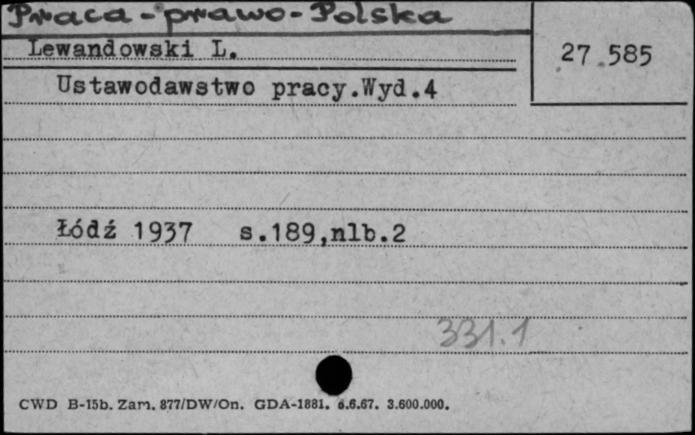 Praca - prawo - Polska
Lewandowski L.
27.585
Ustawodawstwo pracy.Wyd.4
Łódź 1937 s.189,nlb.2
331.1
CWD B-15b. Zam. 877/DW/On. GDA-1881. 6.6.67. 3.600.000.